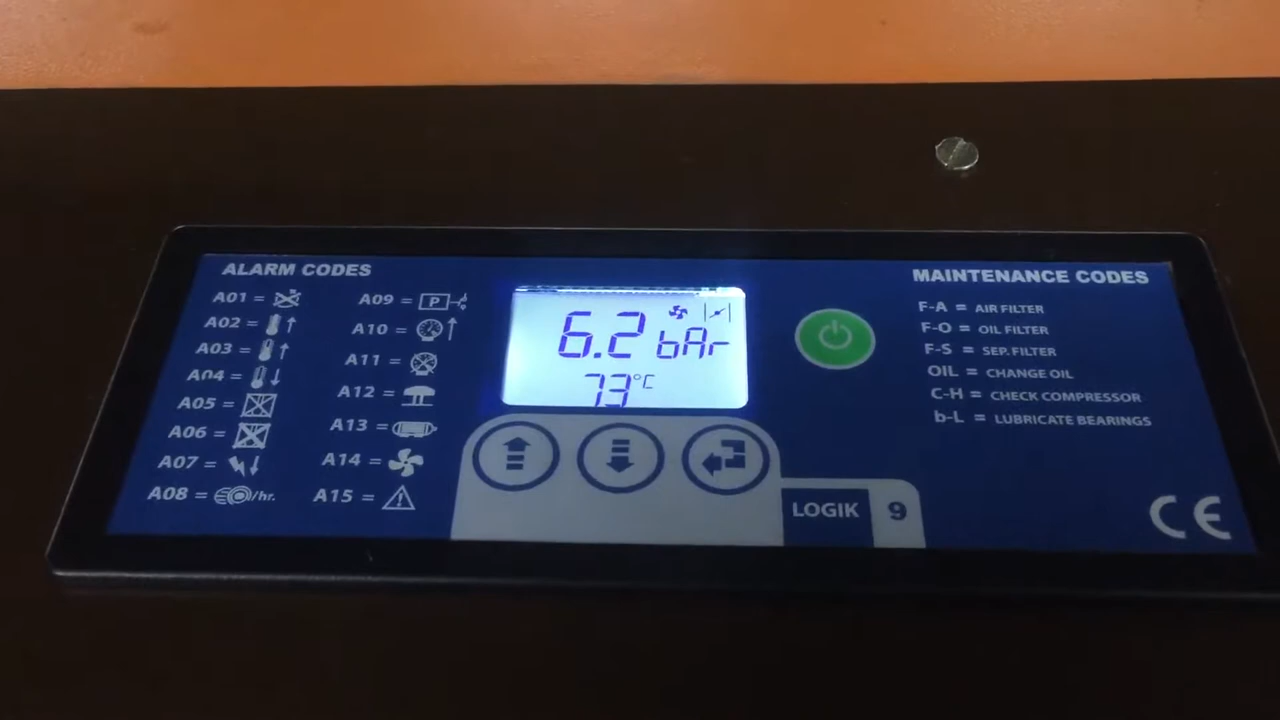 ALARM CODES
A01 =
A02 =
A03 =
A04 =
A05 =
A06 =
A07 =
A08 = /hr.
A09 = P
A10 =
A11 =
A12 =
A13 =
A14 =
A15 =
6.2 bAr
73°C
LOGIK 9
MAINTENANCE CODES
F-A = AIR FILTER
F-O = OIL FILTER
F-S = SEP. FILTER
OIL = CHANGE OIL
C-H = CHECK COMPRESSOR
b-L = LUBRICATE BEARINGS
CE